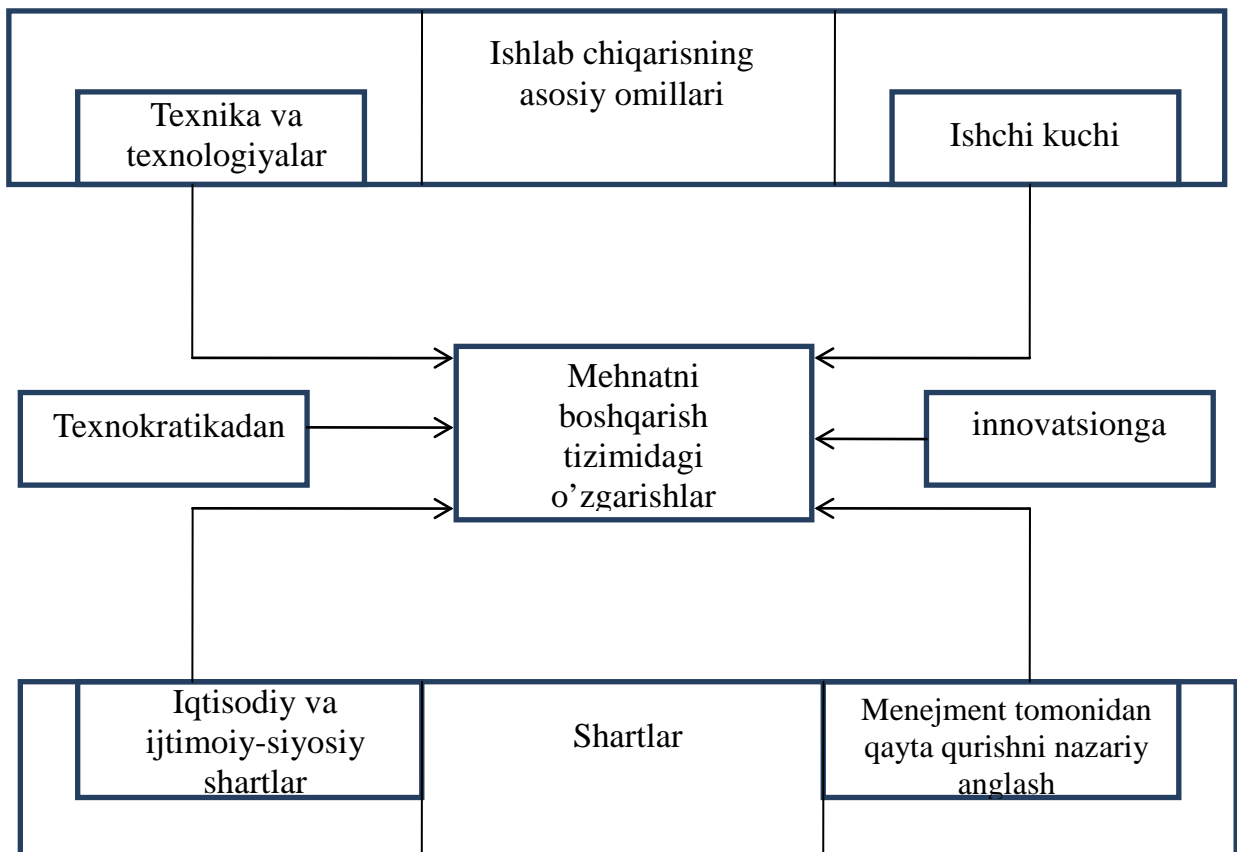 Ishlab chiqarisning
asosiy omillari
Texnika va
texnologiyalar
Ishchi kuchi
Mehnatni
boshqarish
tizimidagi
o’zgarishlar
Texnokratikadan
innovatsionga
Iqtisodiy va
ijtimoiy-siyosiy
shartlar
Shartlar
Menejment tomonidan
qayta qurishni nazariy
anglash